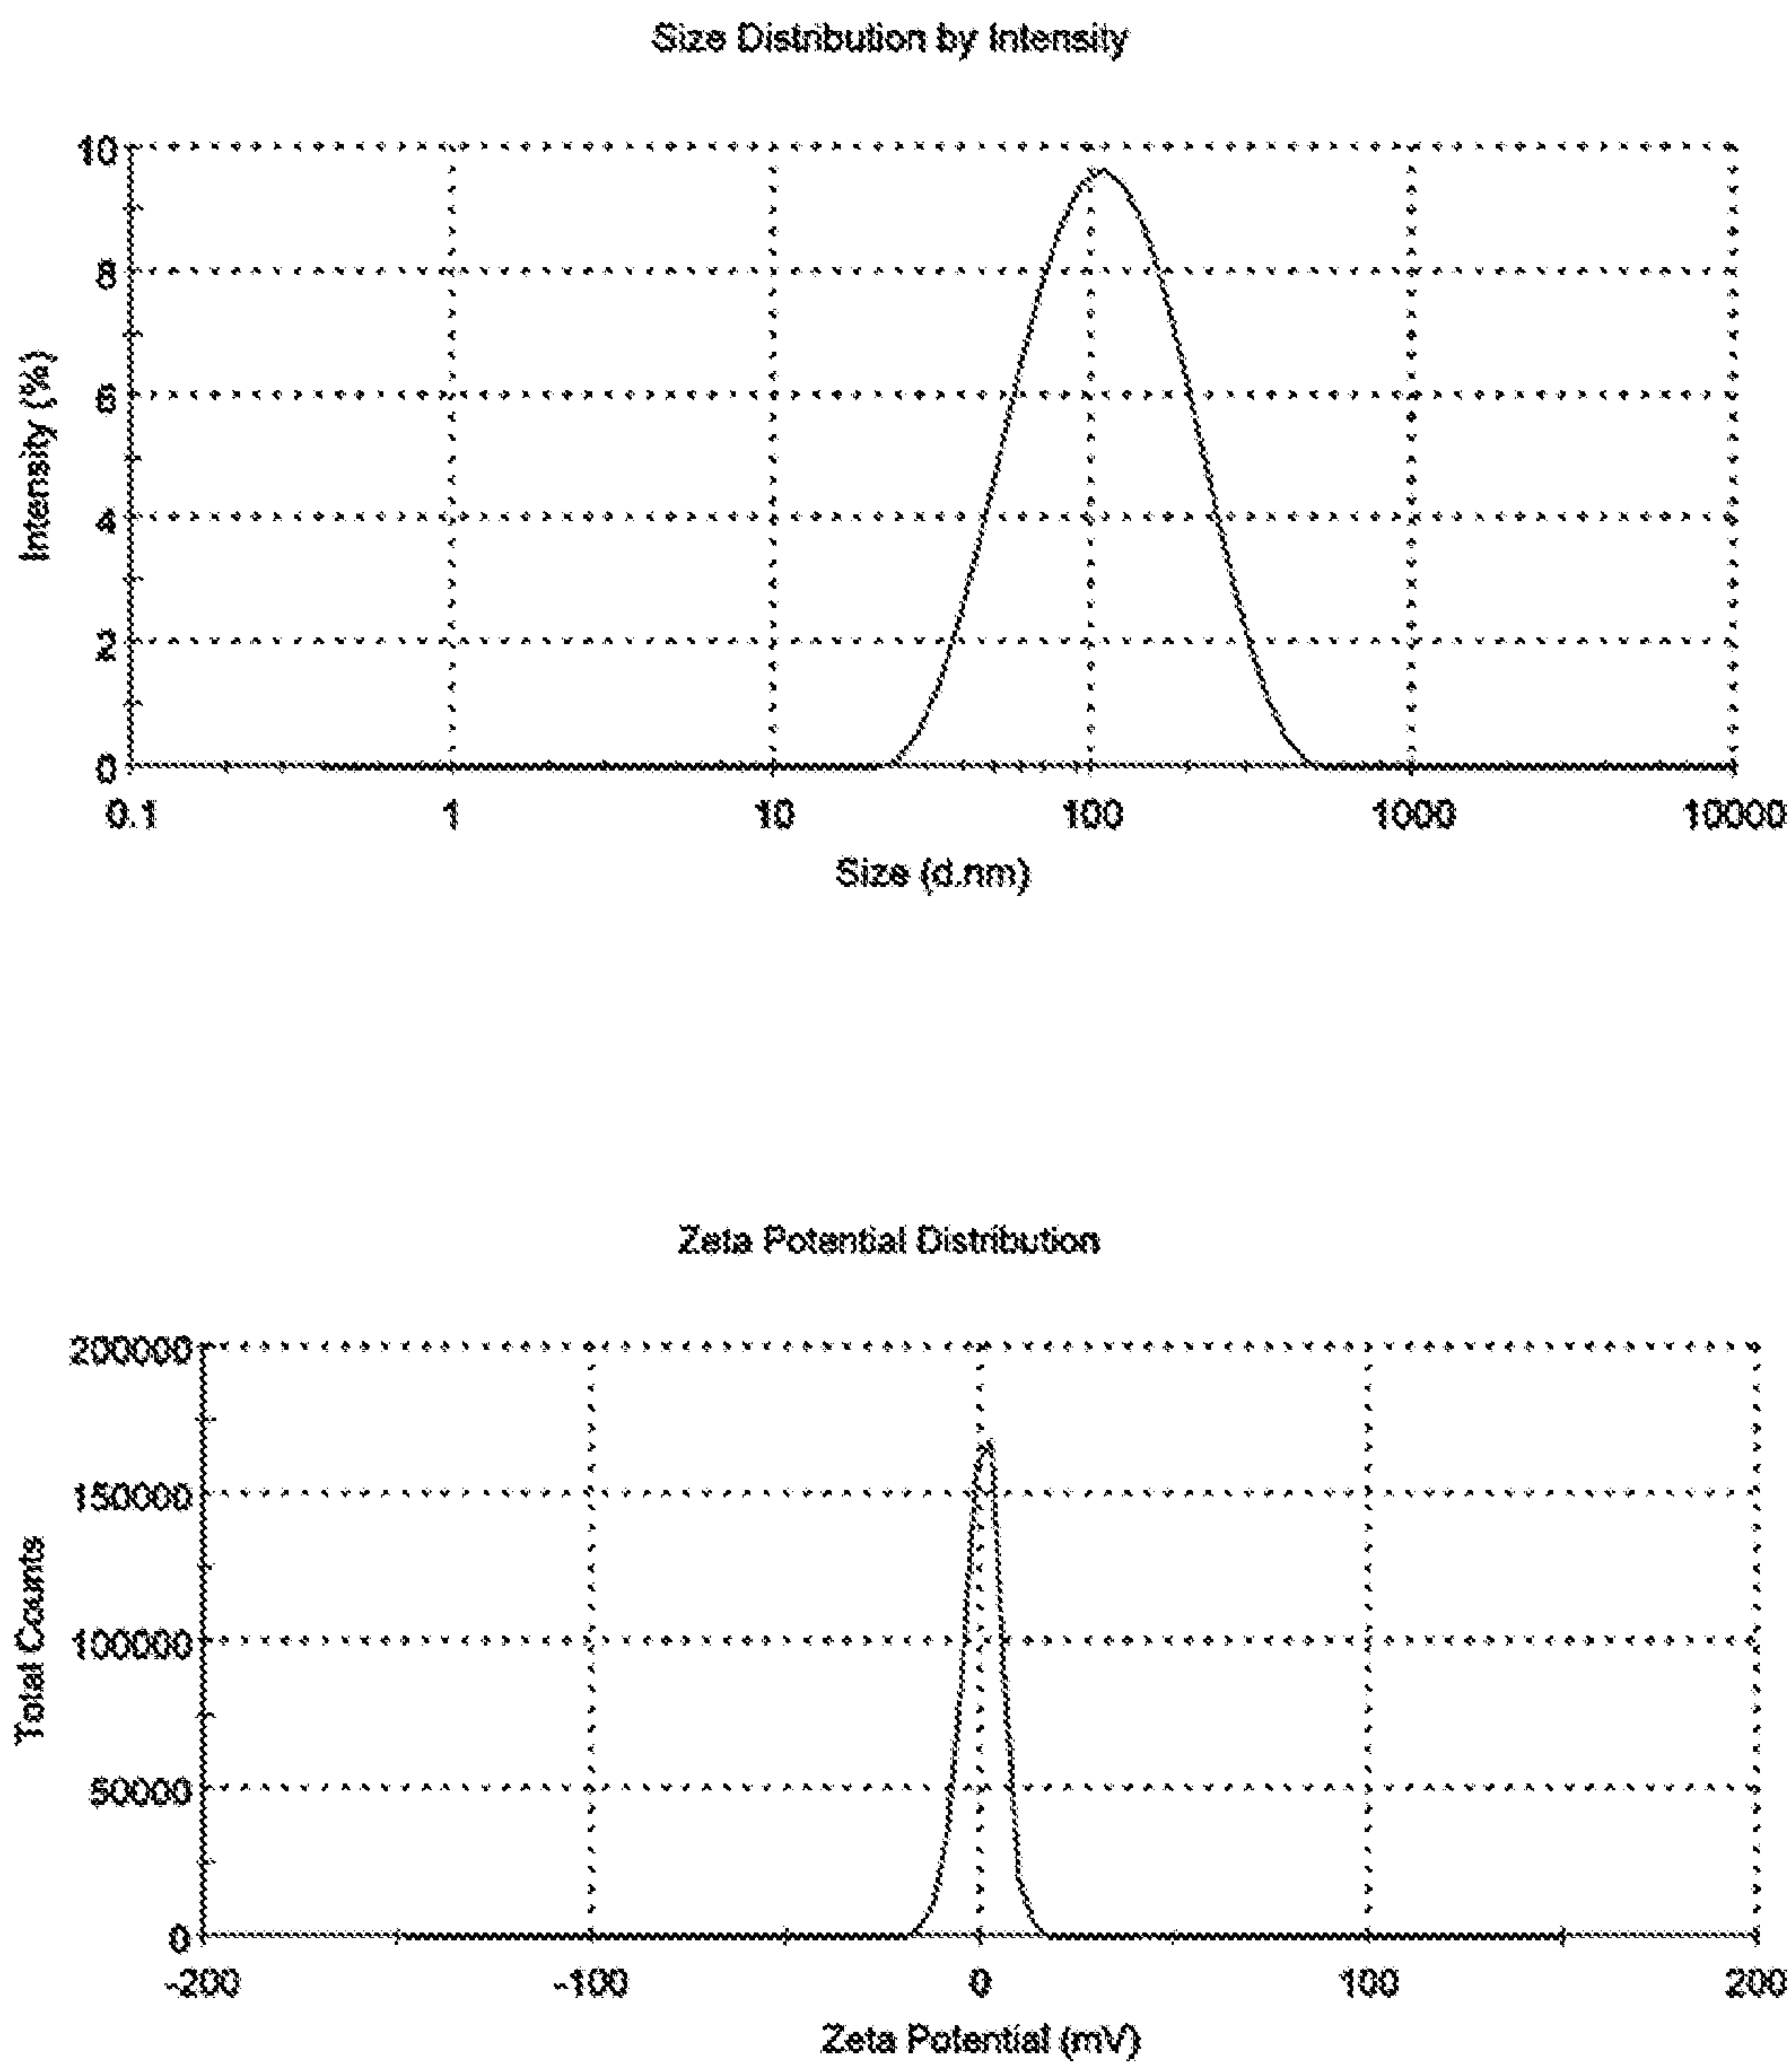 Size Distribution by Intensity
10
8
6
4
2
0
Intensity (%)
0.1 1 10 100 1000 10000
Size (d.nm)
Zeta Potential Distribution
200000
150000
100000
50000
0
Total Counts
-200 -100 0 100 200
Zeta Potential (mV)